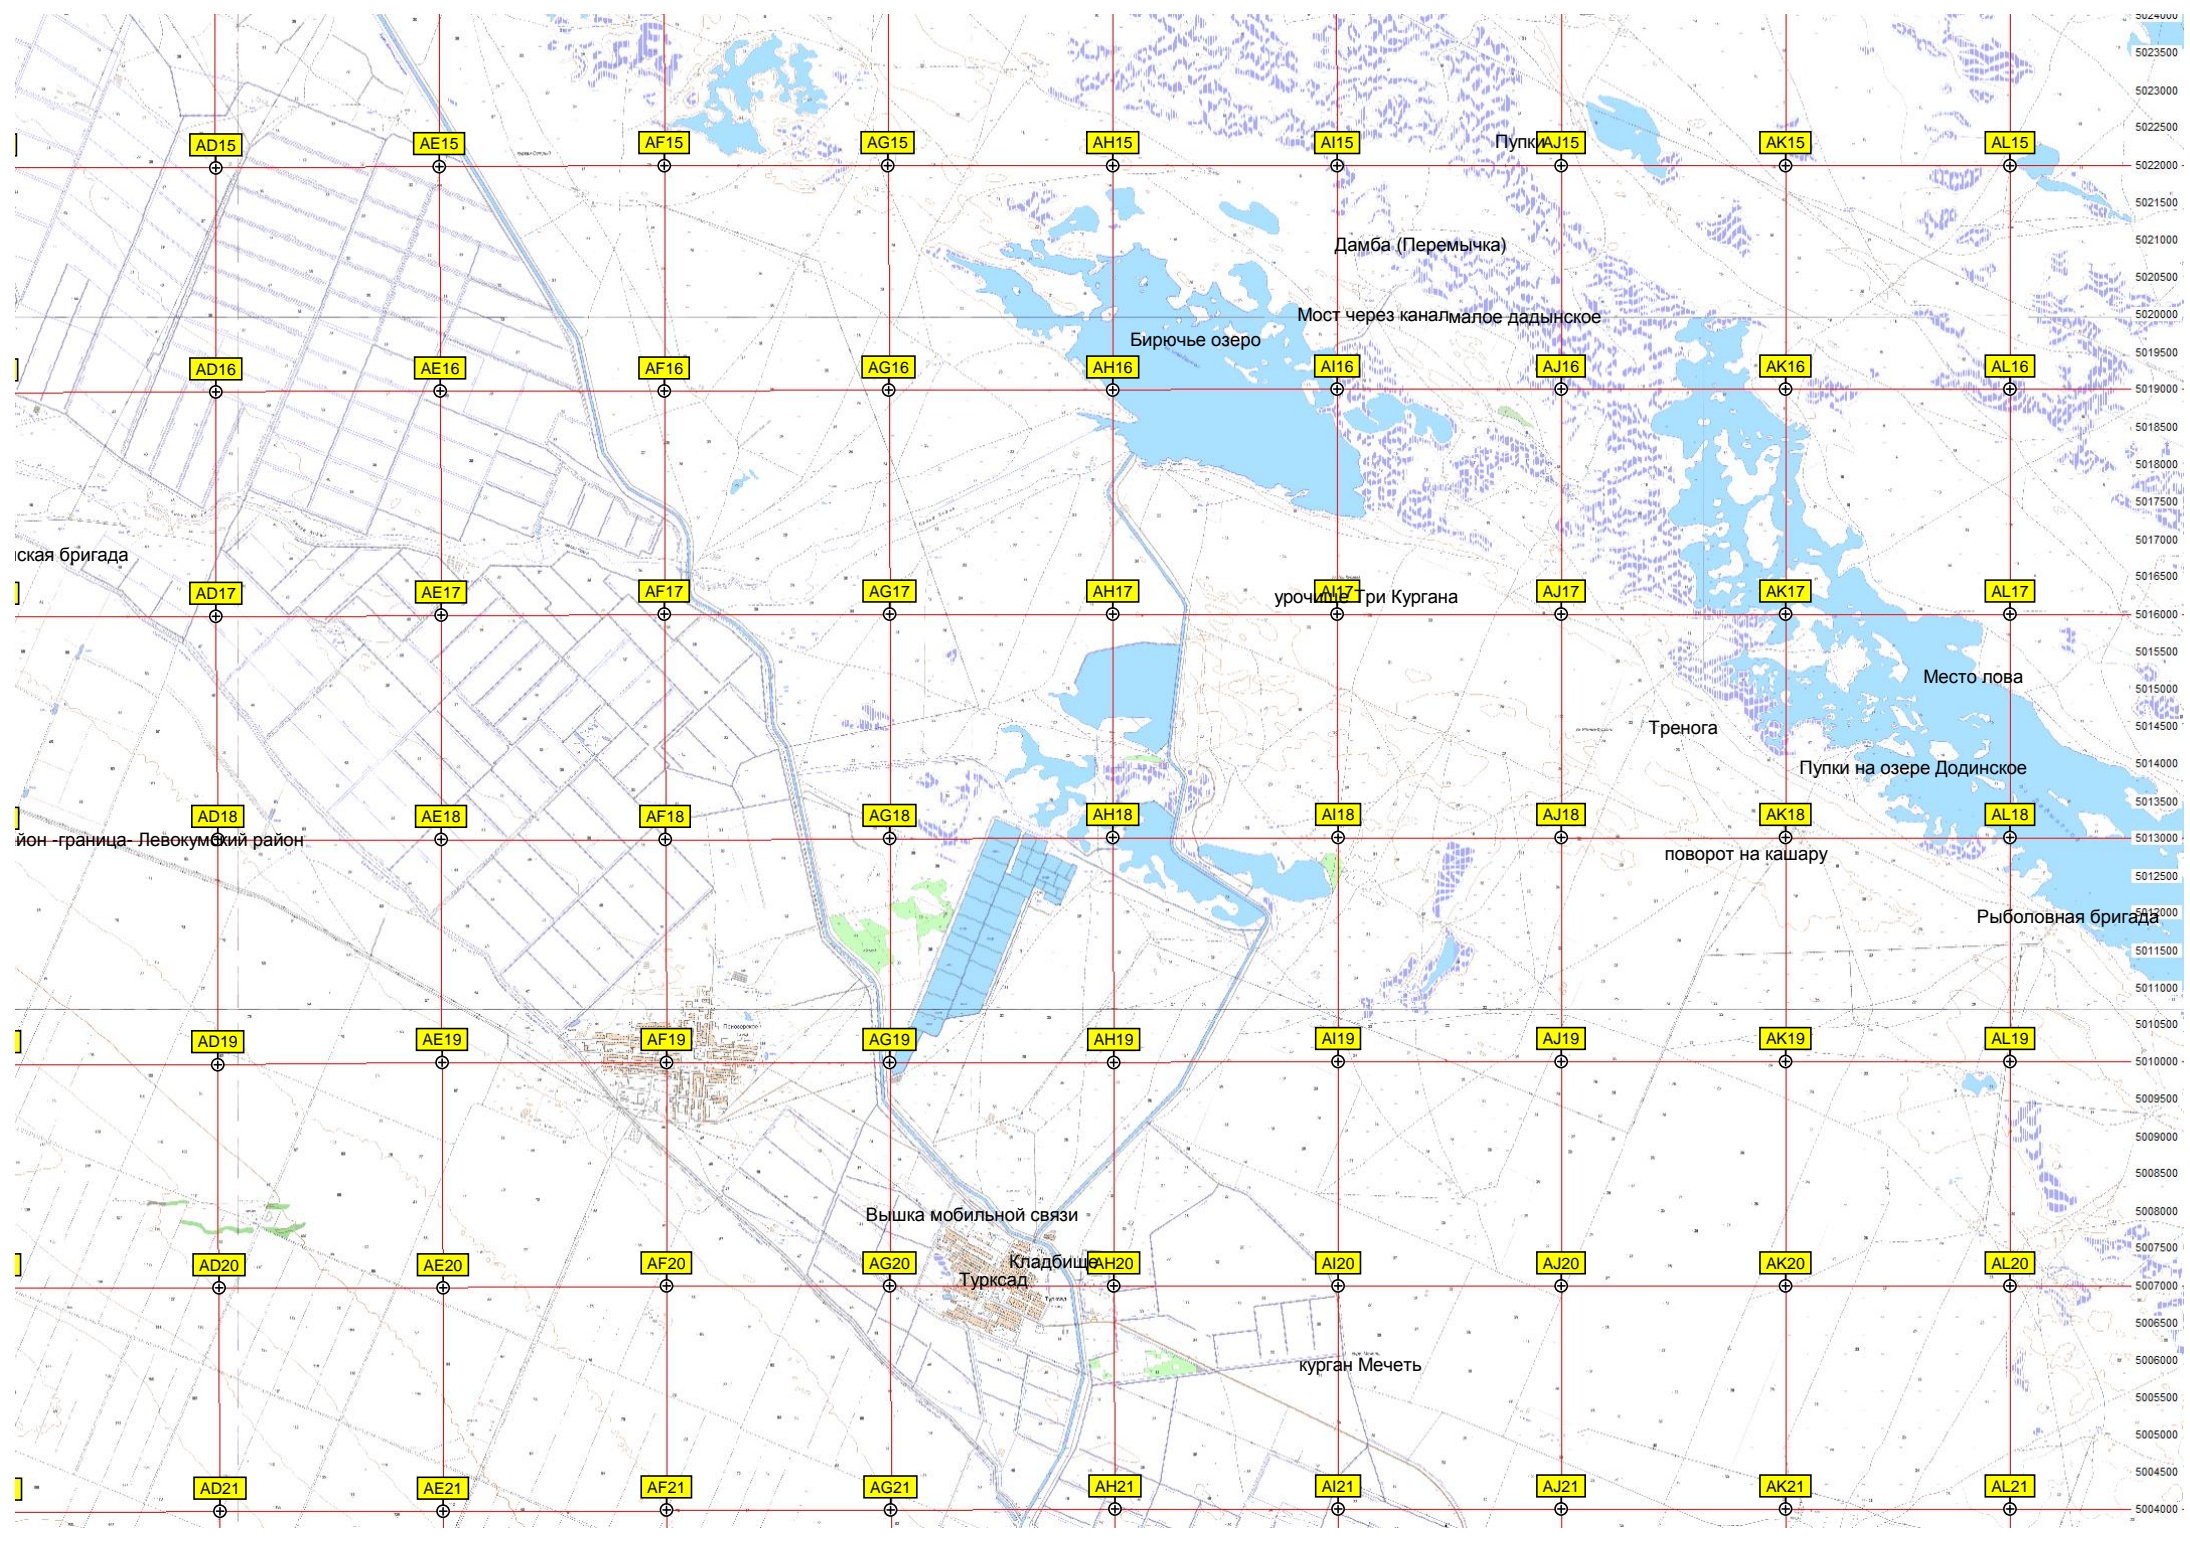 5024000
5023500
5023000
5022500
AD15 AE15 AF15 AG15 AH15 AI15 Пупки AJ15 AK15 AL15
5022000
5021500
5021000
Дамба (Перемычка)
5020500
5020000
Мост через канал малое дадынское
Бирючье озеро
5019500
AD16 AE16 AF16 AG16 AH16 AI16 AJ16 AK16 AL16
5019000
5018500
5018000
5017500
5017000
ская бригада
5016500
AD17 AE17 AF17 AG17 AH17 AI17 AJ17 AK17 AL17
урочище Три Кургана
5016000
5015500
Место лова
5015000
5014500
Тренога
5014000
Пупки на озере Додинское
5013500
AD18 AE18 AF18 AG18 AH18 AI18 AJ18 AK18 AL18
5013000
йон -граница- Левокумский район
поворот на кашару
5012500
5012000
Рыболовная бригада
5011500
5011000
5010500
AD19 AE19 AF19 AG19 AH19 AI19 AJ19 AK19 AL19
5010000
5009500
5009000
5008500
5008000
Вышка мобильной связи
5007500
AD20 AE20 AF20 AG20 Кладбище AH20 AI20 AJ20 AK20 AL20
Турксад
5007000
5006500
5006000
курган Мечеть
5005500
5005000
5004500
AD21 AE21 AF21 AG21 AH21 AI21 AJ21 AK21 AL21
5004000